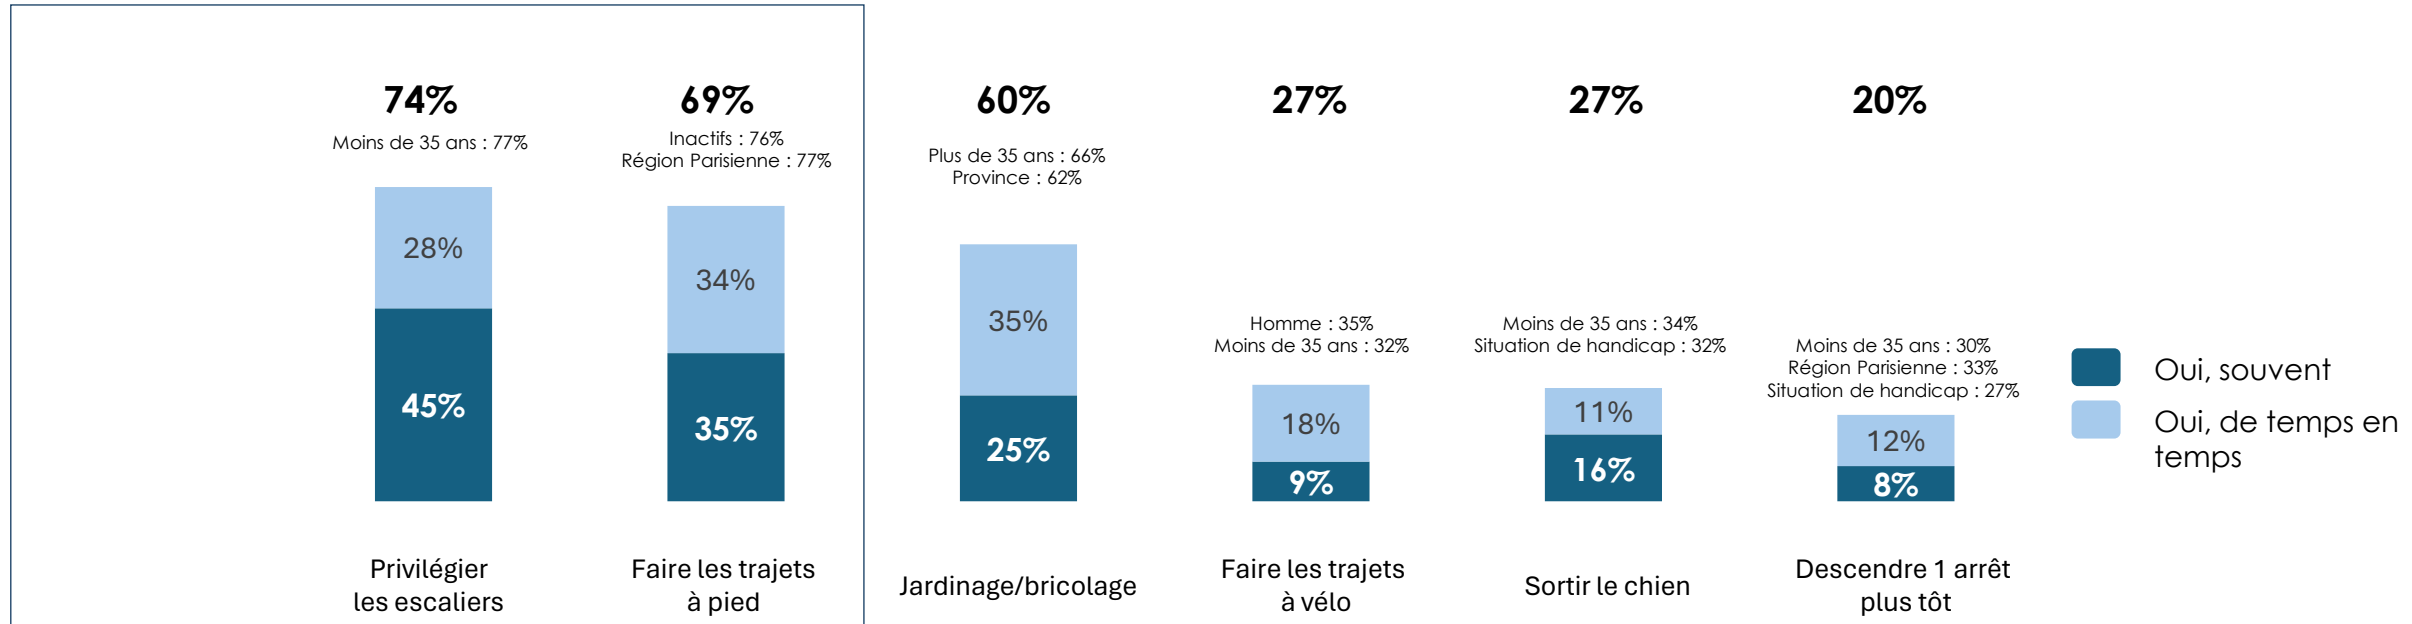 74%
69%
60%
27%
27%
20%
Moins de 35 ans : 77%
Inactifs : 76%
Région Parisienne : 77%
Plus de 35 ans : 66%
Province : 62%
Homme : 35%
Moins de 35 ans : 32%
Moins de 35 ans : 34%
Situation de handicap : 32%
Moins de 35 ans : 30%
Région Parisienne : 33%
Situation de handicap : 27%
28%
45%
34%
35%
35%
25%
18%
9%
11%
16%
12%
8%
Oui, souvent
Oui, de temps en
temps
Privilégier
les escaliers
Faire les trajets
à pied
Jardinage/bricolage
Faire les trajets
à vélo
Sortir le chien
Descendre 1 arrêt
plus tôt